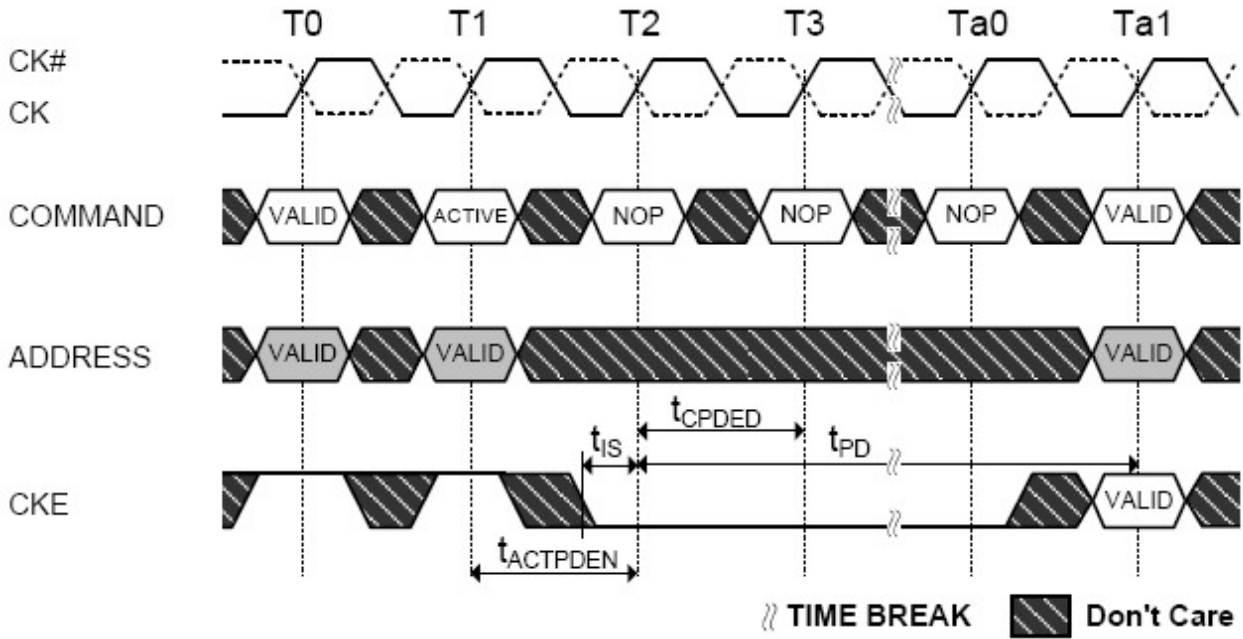 T0 T1 T2 T3 Ta0 Ta1
CK#
CK
COMMAND VALID ACTIVE NOP NOP NOP VALID
ADDRESS VALID VALID VALID
tCPDED
tIS tPD
CKE VALID
tACTPDEN
TIME BREAK Don't Care